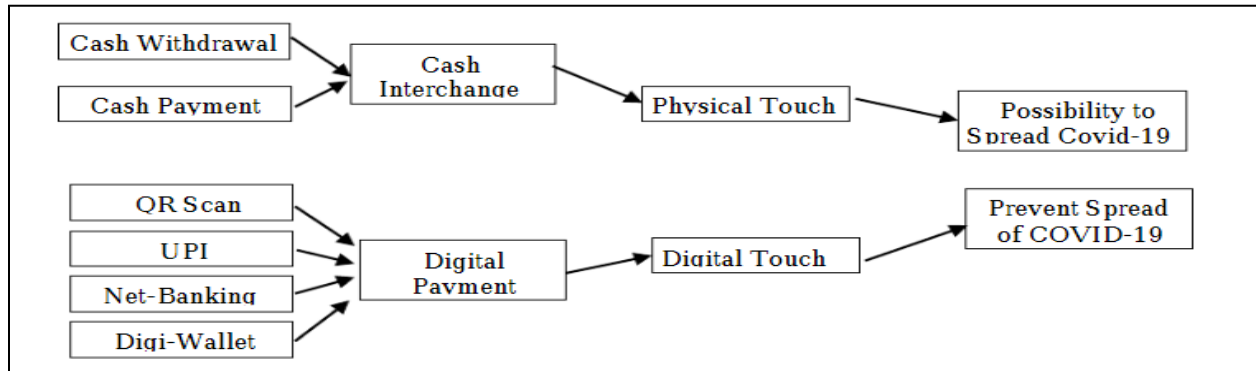 Cash Withdrawal
Cash Payment
Cash
Interchange
Physical Touch
Possibility to
Spread Covid-19
QR Scan
UPI
Net-Banking
Digi-Wallet
Digital
Payment
Digital Touch
Prevent Spread
of COVID-19